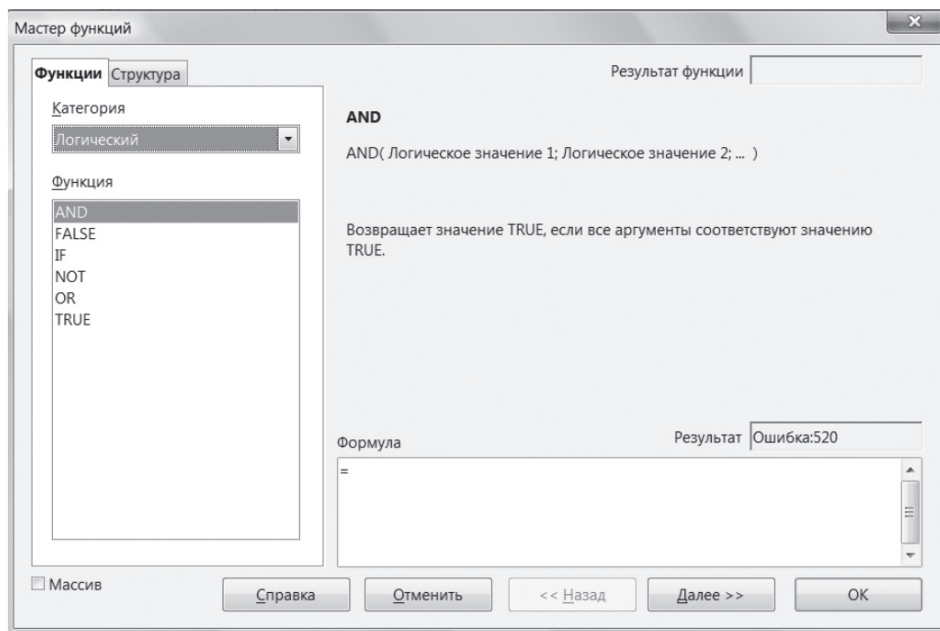 Мастер функций
Функции Структура
Результат функции
Категория
Логический
Функция
AND
FALSE
IF
NOT
OR
TRUE
AND
AND( Логическое значение 1; Логическое значение 2; ... )
Возвращает значение TRUE, если все аргументы соответствуют значению
TRUE.
Формула
Результат Ошибка:520
=
Массив
Справка
Отменить
<< Назад
Далее >>
ОК